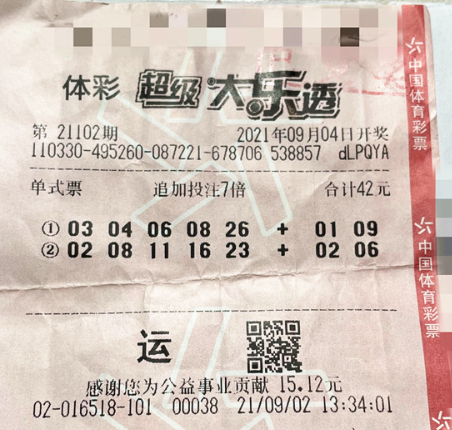 体彩 超级大乐透
第 21102期 2021年09月04日开奖
110330-495260-087221-678706 538857 dLPQYA
单式票 追加投注7倍 合计42元
① 03 04 06 08 26 + 01 09
② 02 08 11 16 23 + 02 06
运
感谢您为公益事业贡献 15.12元
02-016518-101 00038 21/09/02 13:34:01
中国体育彩票
中国体育彩票